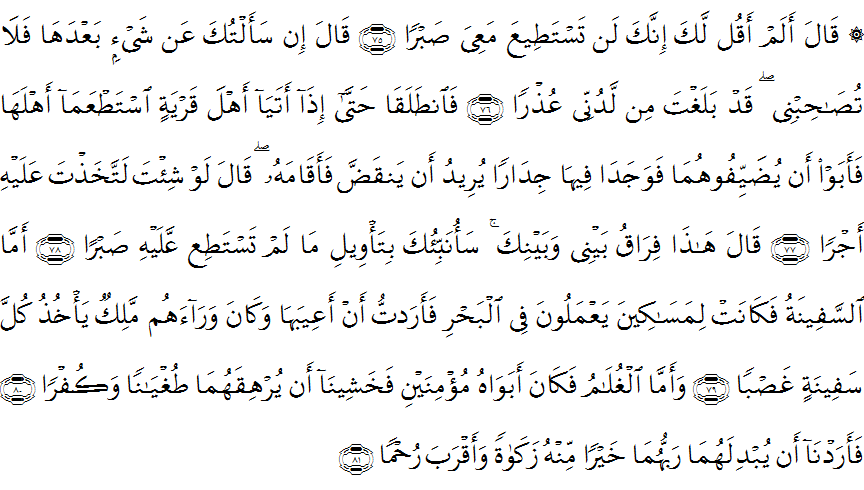 ۞ قَالَ أَلَمْ أَقُل لَّكَ إِنَّكَ لَن تَسْتَطِيعَ مَعِىَ صَبْرًا ٧٥ قَالَ إِن سَأَلْتُكَ عَن شَىْءٍۭ بَعْدَهَا فَلَا
تُصَـٰحِبْنِى ۖ قَدْ بَلَغْتَ مِن لَّدُنِّى عُذْرًا ٧٦ فَٱنطَلَقَا حَتَّىٰٓ إِذَآ أَتَيَآ أَهْلَ قَرْيَةٍ ٱسْتَطْعَمَآ أَهْلَهَا
فَأَبَوْا۟ أَن يُضَيِّفُوهُمَا فَوَجَدَا فِيهَا جِدَارًا يُرِيدُ أَن يَنقَضَّ فَأَقَامَهُۥ ۖ قَالَ لَوْ شِئْتَ لَتَّخَذْتَ عَلَيْهِ
أَجْرًا ٧٧ قَالَ هَـٰذَا فِرَاقُ بَيْنِى وَبَيْنِكَ ۚ سَأُنَبِّئُكَ بِتَأْوِيلِ مَا لَمْ تَسْتَطِع عَّلَيْهِ صَبْرًا ٧٨ أَمَّا
ٱلسَّفِينَةُ فَكَانَتْ لِمَسَـٰكِينَ يَعْمَلُونَ فِى ٱلْبَحْرِ فَأَرَدتُّ أَنْ أَعِيبَهَا وَكَانَ وَرَآءَهُم مَّلِكٌ يَأْخُذُ كُلَّ
سَفِينَةٍ غَصْبًا ٧٩ وَأَمَّا ٱلْغُلَـٰمُ فَكَانَ أَبَوَاهُ مُؤْمِنَيْنِ فَخَشِينَآ أَن يُرْهِقَهُمَا طُغْيَـٰنًا وَكُفْرًا ٨٠
فَأَرَدْنَآ أَن يُبْدِلَهُمَا رَبُّهُمَا خَيْرًا مِّنْهُ زَكَوٰةً وَأَقْرَبَ رُحْمًا ٨١